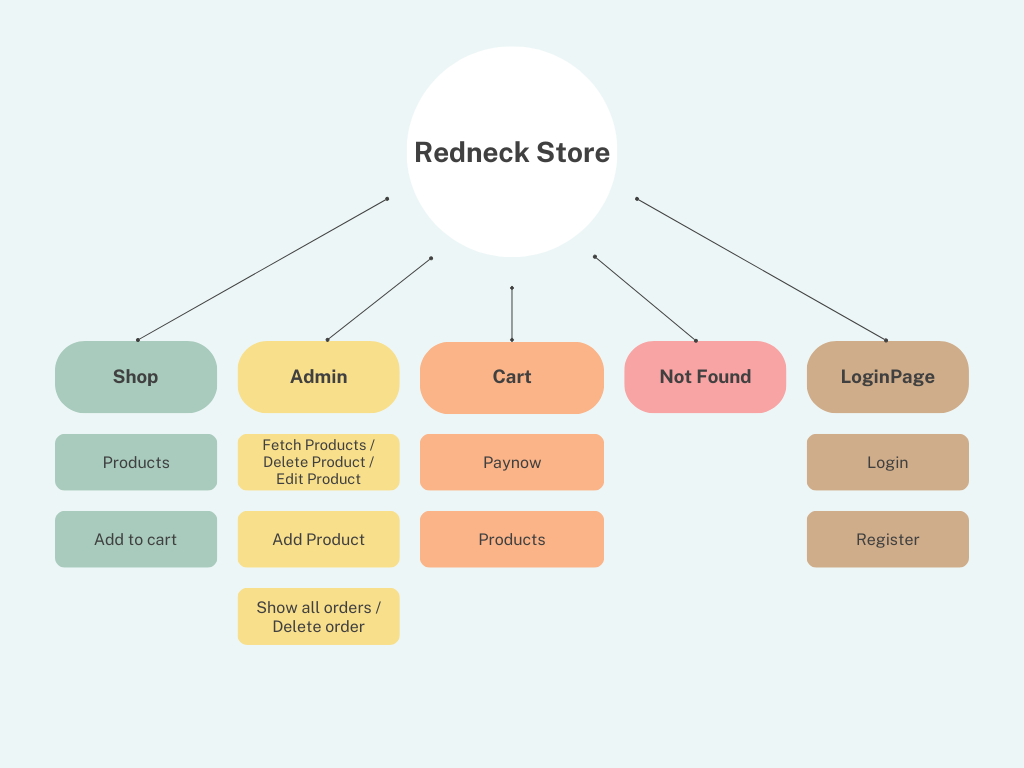 Redneck Store
Shop
Admin
Cart
Not Found
LoginPage
Products
Fetch Products /
Delete Product /
Edit Product
Paynow
Login
Add to cart
Add Product
Products
Register
Show all orders /
Delete order